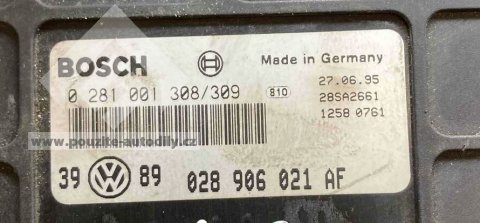 BOSCH
Made in Germany
0 281 001 308/309
810
27.06.95
28SA2661
1258 0761
www.pouzite-autodily.cz
39 89 028 906 021 AF